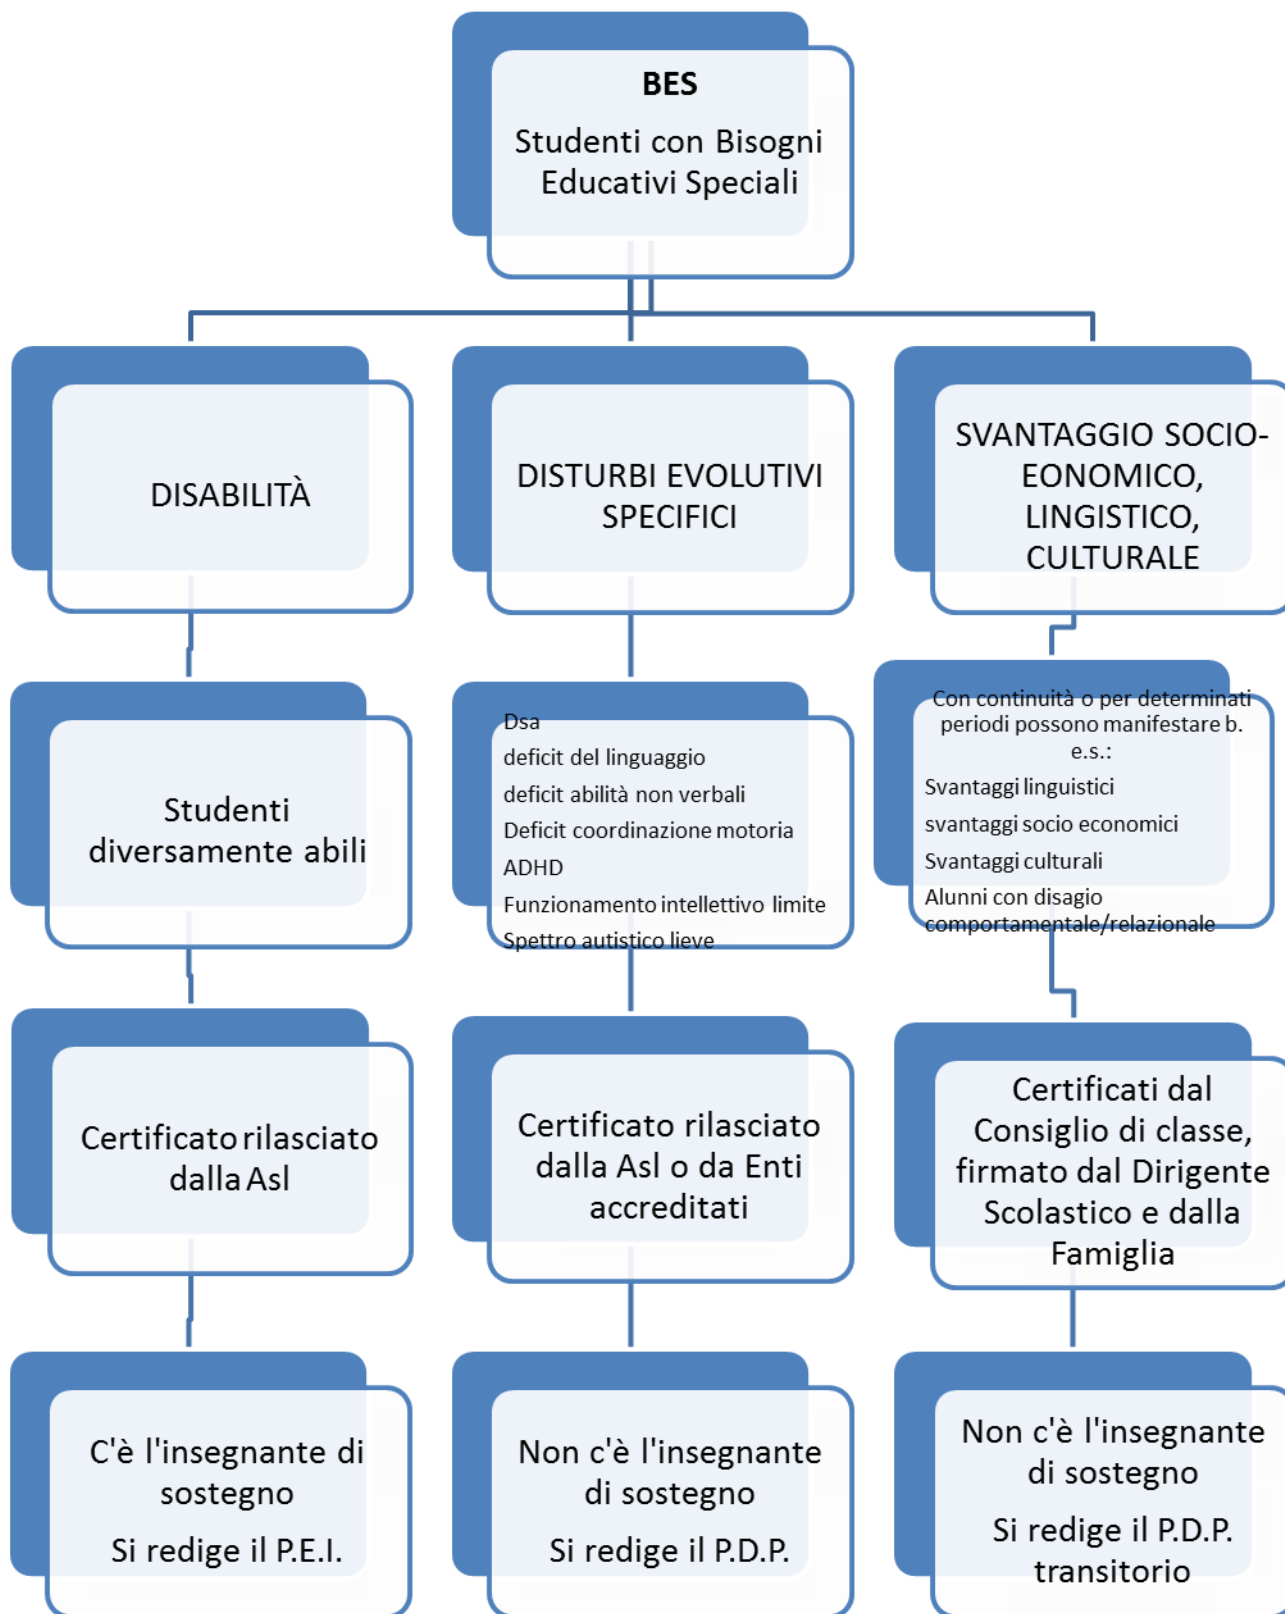 BES
Studenti con Bisogni
Educativi Speciali
DISABILITÀ
DISTURBI EVOLUTIVI
SPECIFICI
SVANTAGGIO SOCIO-
EONOMICO,
LINGISTICO,
CULTURALE
Studenti
diversamente abili
Dsa
deficit del linguaggio
deficit abilità non verbali
Deficit coordinazione motoria
ADHD
Funzionamento intellettivo limite
Spettro autistico lieve
Con continuità o per determinati
periodi possono manifestare b.
e.s.:
Svantaggi linguistici
svantaggi socio economici
Svantaggi culturali
Alunni con disagio
comportamentale/relazionale
Certificato rilasciato
dalla Asl
Certificato rilasciato
dalla Asl o da Enti
accreditati
Certificati dal
Consiglio di classe,
firmato dal Dirigente
Scolastico e dalla
Famiglia
C'è l'insegnante di
sostegno
Si redige il P.E.I.
Non c'è l'insegnante
di sostegno
Si redige il P.D.P.
Non c'è l'insegnante
di sostegno
Si redige il P.D.P.
transitorio